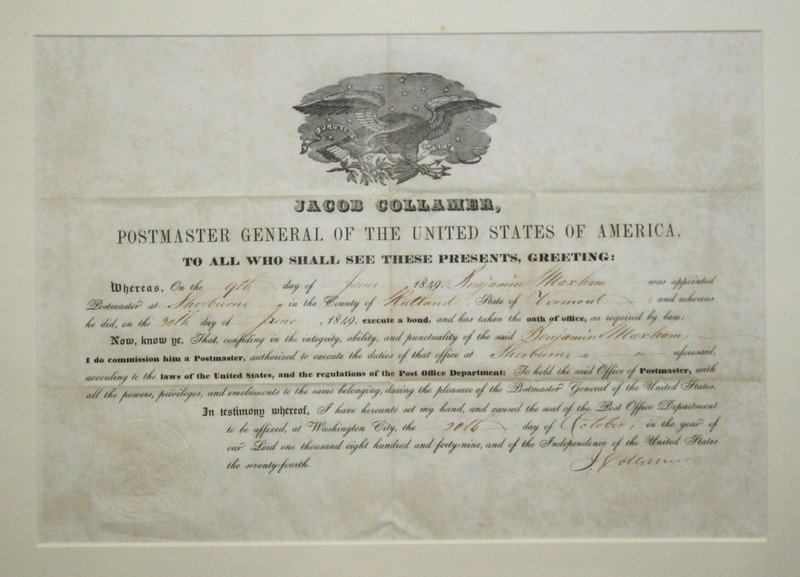 E PLURIBUS UNUM
JACOB COLLAMER,
POSTMASTER GENERAL OF THE UNITED STATES OF AMERICA,
TO ALL WHO SHALL SEE THESE PRESENTS, GREETING:
Whereas, On the 9th day of June, 1849, Benjamin Maxham was appointed
Postmaster at Sherburne in the County of Rutland, State of Vermont; and whereas
he did, on the 30th day of June, 1849, execute a bond, and has taken the oath of office, as required by law:
Now, know ye, That, confiding in the integrity, ability, and punctuality of the said Benjamin Maxham,
I do commission him a Postmaster, authorized to execute the duties of that office at Sherburne aforesaid,
according to the laws of the United States, and the regulations of the Post Office Department: To hold the said Office of Postmaster, with
all the powers, privileges, and emoluments to the same belonging, during the pleasure of the Postmaster General of the United States.
In testimony whereof, I have hereunto set my hand, and caused the seal of the Post Office Department
to be affixed, at Washington City, the 20th day of October, in the year of
our Lord one thousand eight hundred and forty-nine, and of the Independence of the United States
the seventy-fourth.
J. Collamer